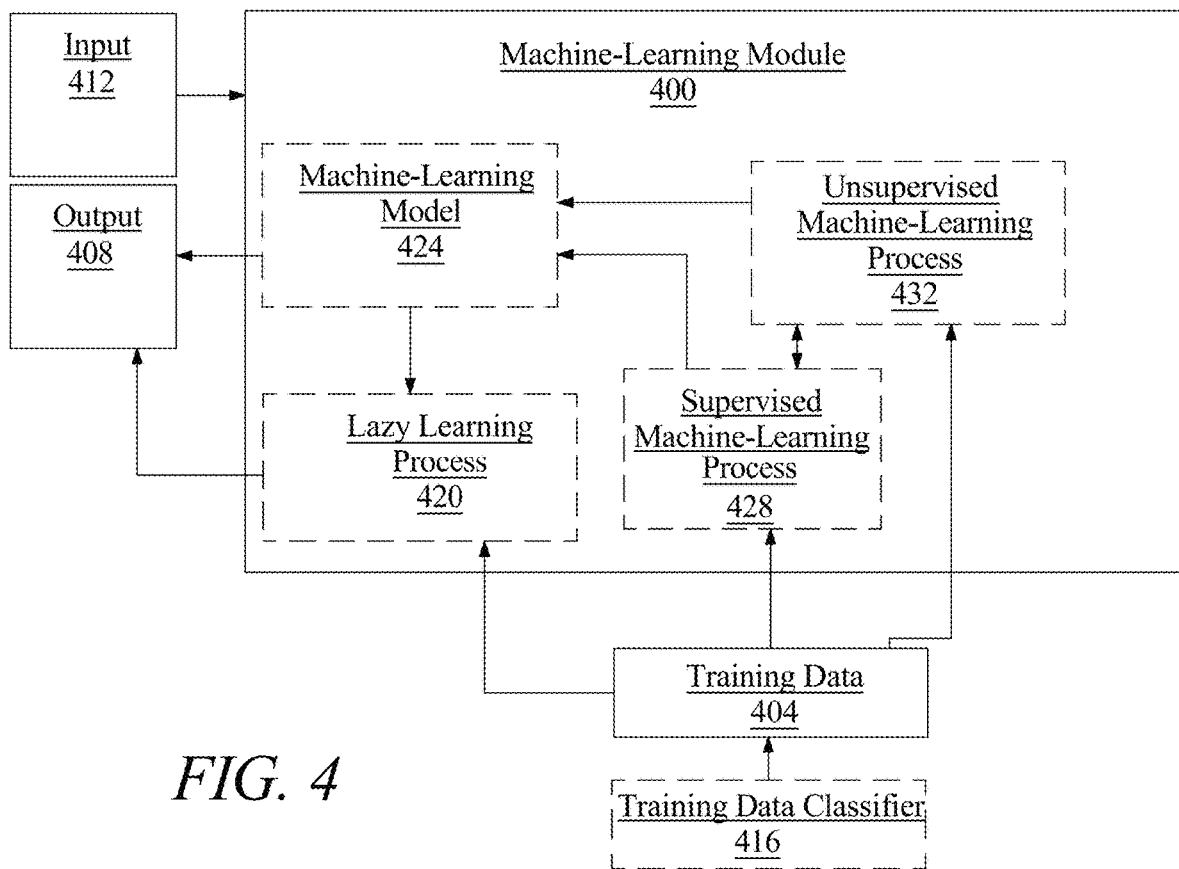 Input
412
Machine-Learning Module
400
Output
408
Machine-Learning
Model
424
Unsupervised
Machine-Learning
Process
432
Lazy Learning
Process
420
Supervised
Machine-Learning
Process
428
Training Data
404
Training Data Classifier
416
FIG. 4